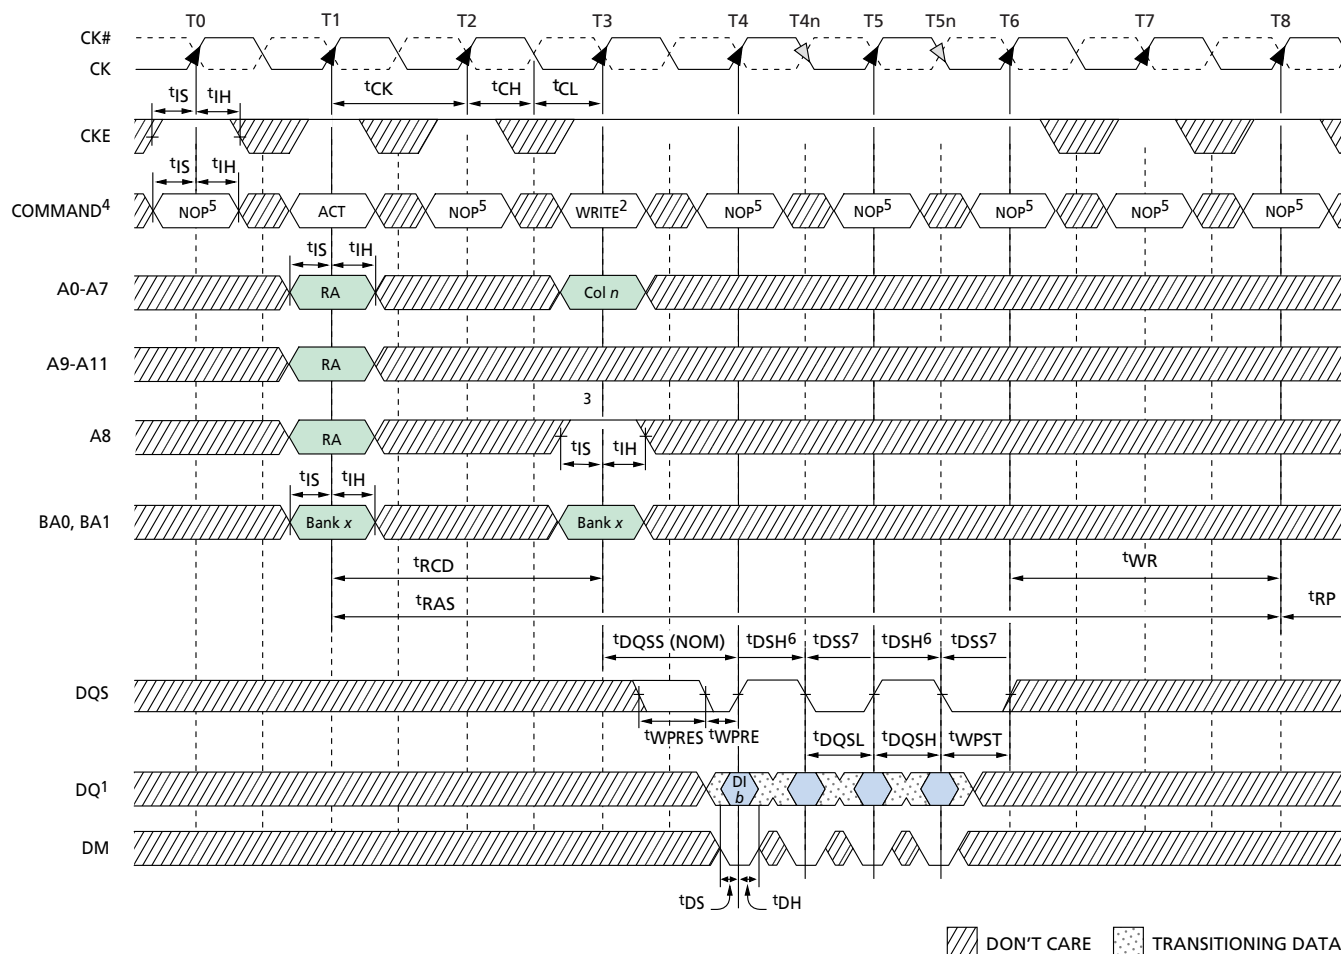 T0 T1 T2 T3 T4 T4n T5 T5n T6 T7 T8
CK#
CK
tCK tCH tCL
tIS tIH
CKE
tIS tIH
COMMAND4 NOP5 ACT NOP5 WRITE2 NOP5 NOP5 NOP5 NOP5 NOP5
tIS tIH
A0-A7 RA Col n
A9-A11 RA
3
A8 RA
tIS tIH
tIS tIH
BA0, BA1 Bank x Bank x
tRCD tWR
tRAS tRP
tDQSS (NOM) tDSH6 tDSS7 tDSH6 tDSS7
DQS
tWPRES tWPRE tDQSL tDQSH tWPST
DQ1 DI
b
DM
tDS tDH
DON'T CARE TRANSITIONING DATA